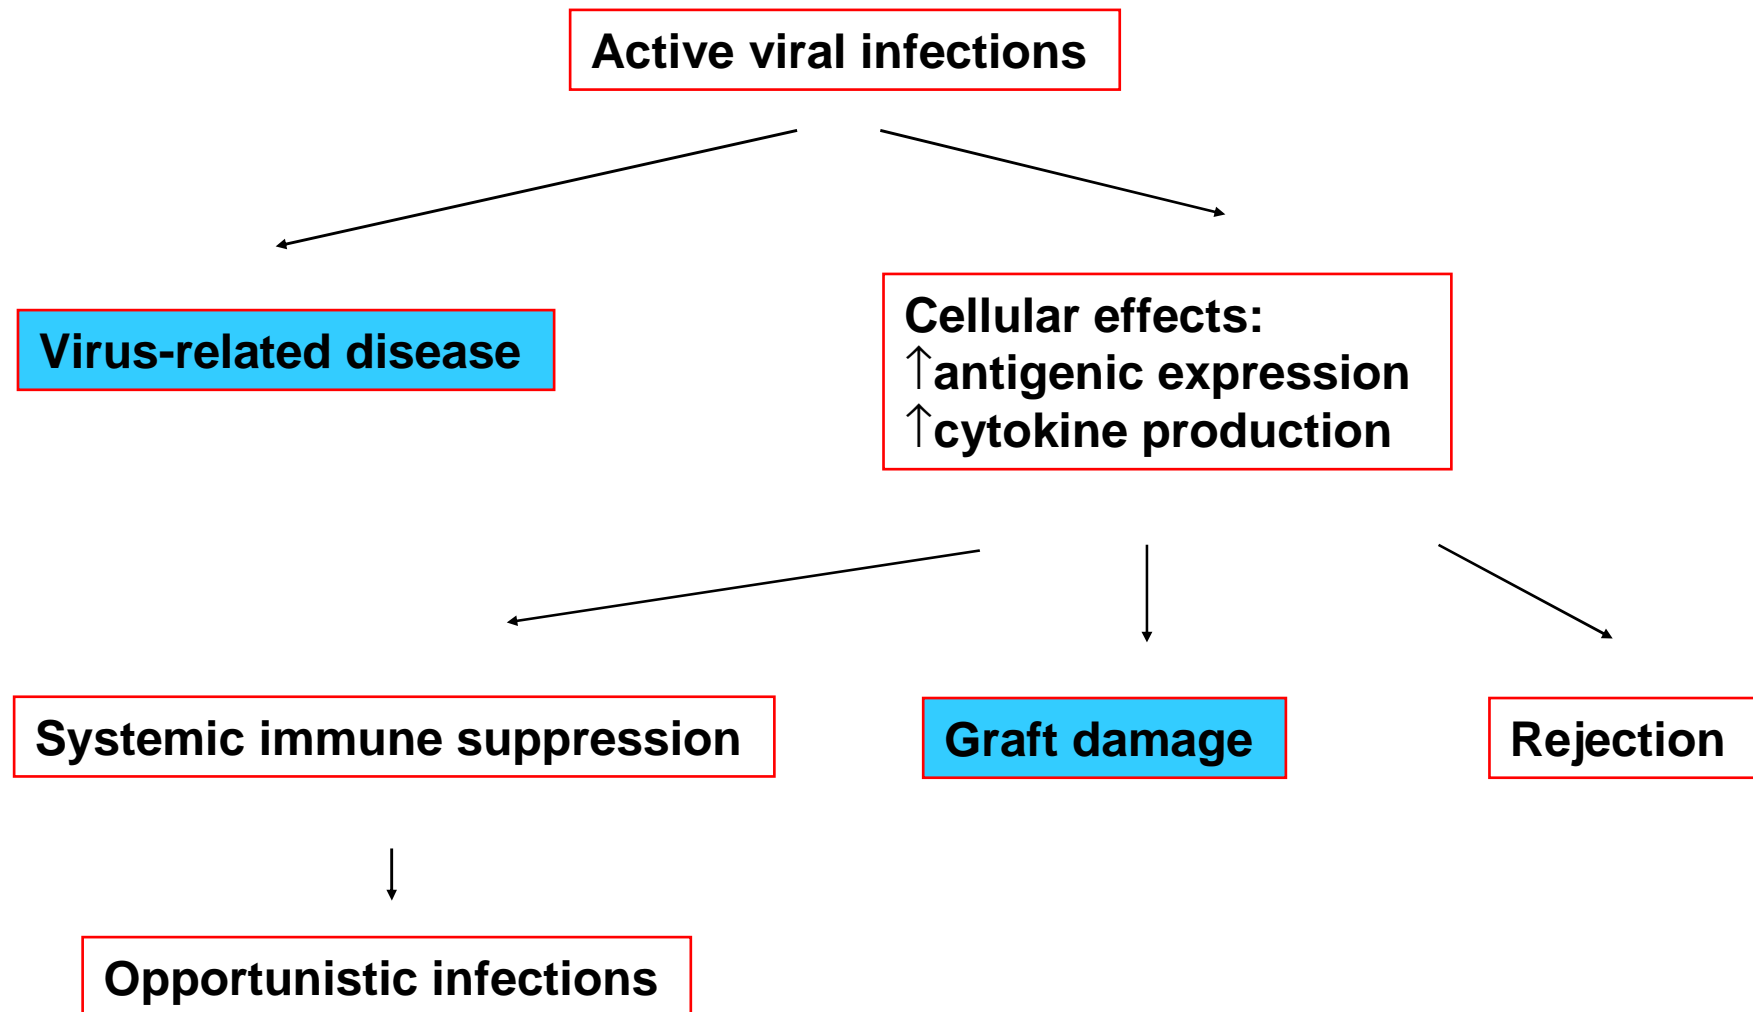 Active viral infections
Virus-related disease
Cellular effects:
↑antigenic expression
↑cytokine production
Systemic immune suppression
Graft damage
Rejection
Opportunistic infections